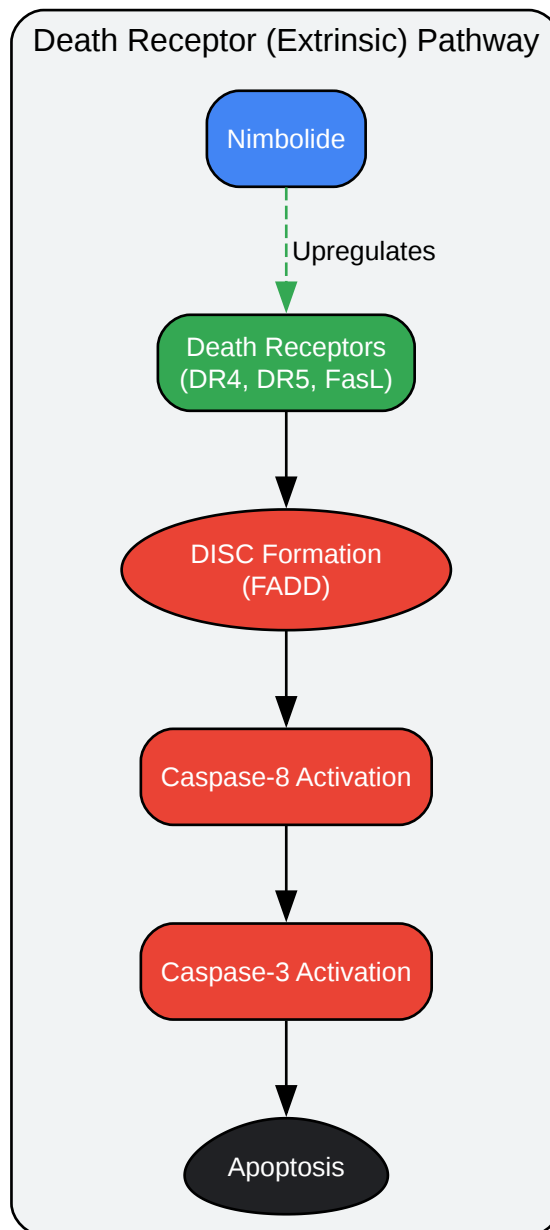 Death Receptor (Extrinsic) Pathway
Nimbolide
Upregulates
Death Receptors
(DR4, DR5, FasL)
DISC Formation
(FADD)
Caspase-8 Activation
Caspase-3 Activation
Apoptosis